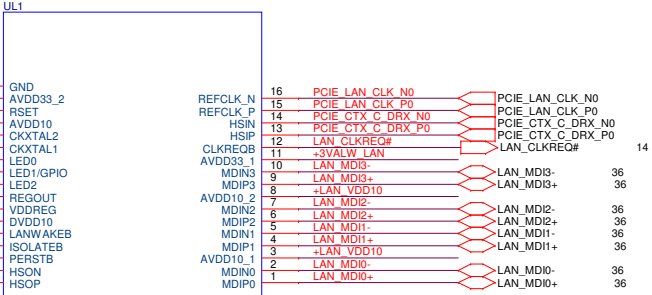 UL1
GND
AVDD33_2 REFCLK_N 16 PCIE_LAN_CLK_N0 PCIE_LAN_CLK_N0
RSET REFCLK_P 15 PCIE_LAN_CLK_P0 PCIE_LAN_CLK_P0
AVDD10 HSIN 14 PCIE_CTX_C_DRX_N0 PCIE_CTX_C_DRX_N0
CKXTAL2 HSIP 13 PCIE_CTX_C_DRX_P0 PCIE_CTX_C_DRX_P0
CKXTAL1 CLKREQB 12 LAN_CLKREQ# LAN_CLKREQ# 14
LED0 AVDD33_1 11 +3VALW_LAN
LED1/GPIO MDIN3 10 LAN_MDI3- LAN_MDI3- 36
LED2 MDIP3 9 LAN_MDI3+ LAN_MDI3+ 36
REGOUT AVDD10_2 8 +LAN_VDD10
VDDREG MDIN2 7 LAN_MDI2- LAN_MDI2- 36
DVDD10 MDIP2 6 LAN_MDI2+ LAN_MDI2+ 36
LANWAKEB MDIN1 5 LAN_MDI1- LAN_MDI1- 36
ISOLATEB MDIP1 4 LAN_MDI1+ LAN_MDI1+ 36
PERSTB AVDD10_1 3 +LAN_VDD10
HSON MDIN0 2 LAN_MDI0- LAN_MDI0- 36
HSOP MDIP0 1 LAN_MDI0+ LAN_MDI0+ 36